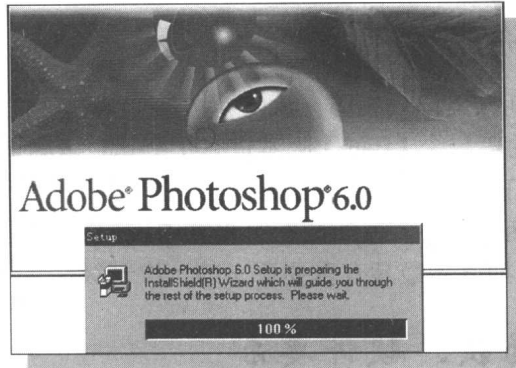 Adobe® Photoshop® 6.0
Setup
Adobe Photoshop 6.0 Setup is preparing the
InstallShield(R) Wizard which will guide you through
the rest of the setup process. Please wait.
100 %